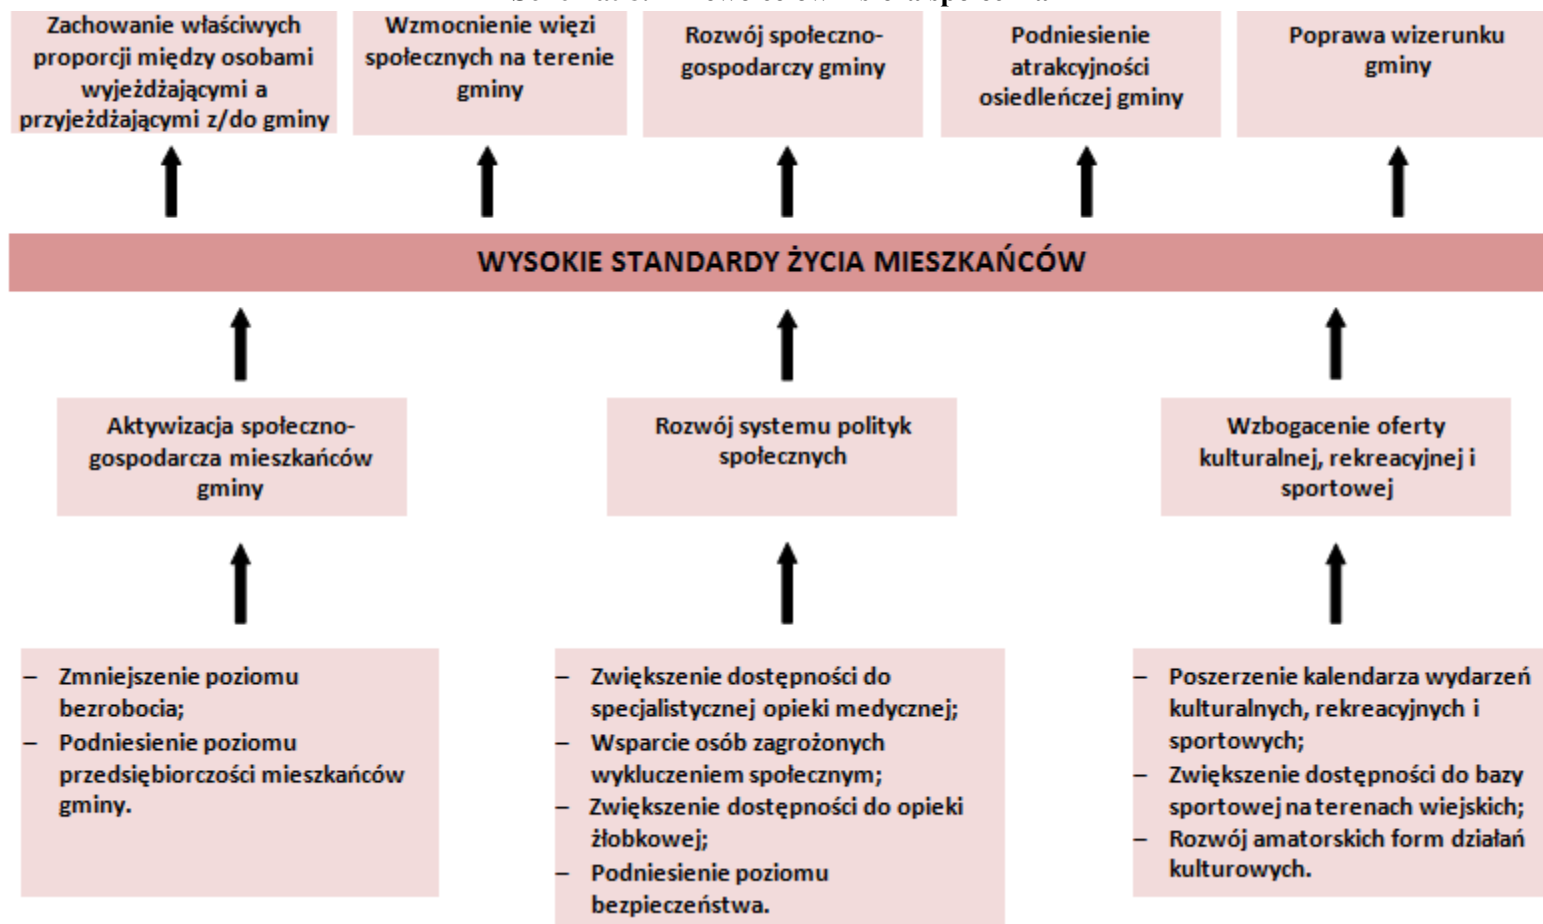 Zachowanie właściwych
proporcji między osobami
wyjeżdżającymi a
przyjeżdżającymi z/do gminy
Wzmocnienie więzi
społecznych na terenie
gminy
Rozwój społeczno-
gospodarczy gminy
Podniesienie
atrakcyjności
osiedleńczej gminy
Poprawa wizerunku
gminy
WYSOKIE STANDARDY ŻYCIA MIESZKAŃCÓW
Aktywizacja społeczno-
gospodarcza mieszkańców
gminy
Rozwój systemu polityk
społecznych
Wzbogacenie oferty
kulturalnej, rekreacyjnej i
sportowej
– Zmniejszenie poziomu
bezrobocia;
– Podniesienie poziomu
przedsiębiorczości mieszkańców
gminy.
– Zwiększenie dostępności do
specjalistycznej opieki medycznej;
– Wsparcie osób zagrożonych
wykluczeniem społecznym;
– Zwiększenie dostępności do opieki
żłobkowej;
– Podniesienie poziomu
bezpieczeństwa.
– Poszerzenie kalendarza wydarzeń
kulturalnych, rekreacyjnych i
sportowych;
– Zwiększenie dostępności do bazy
sportowej na terenach wiejskich;
– Rozwój amatorskich form działań
kulturowych.